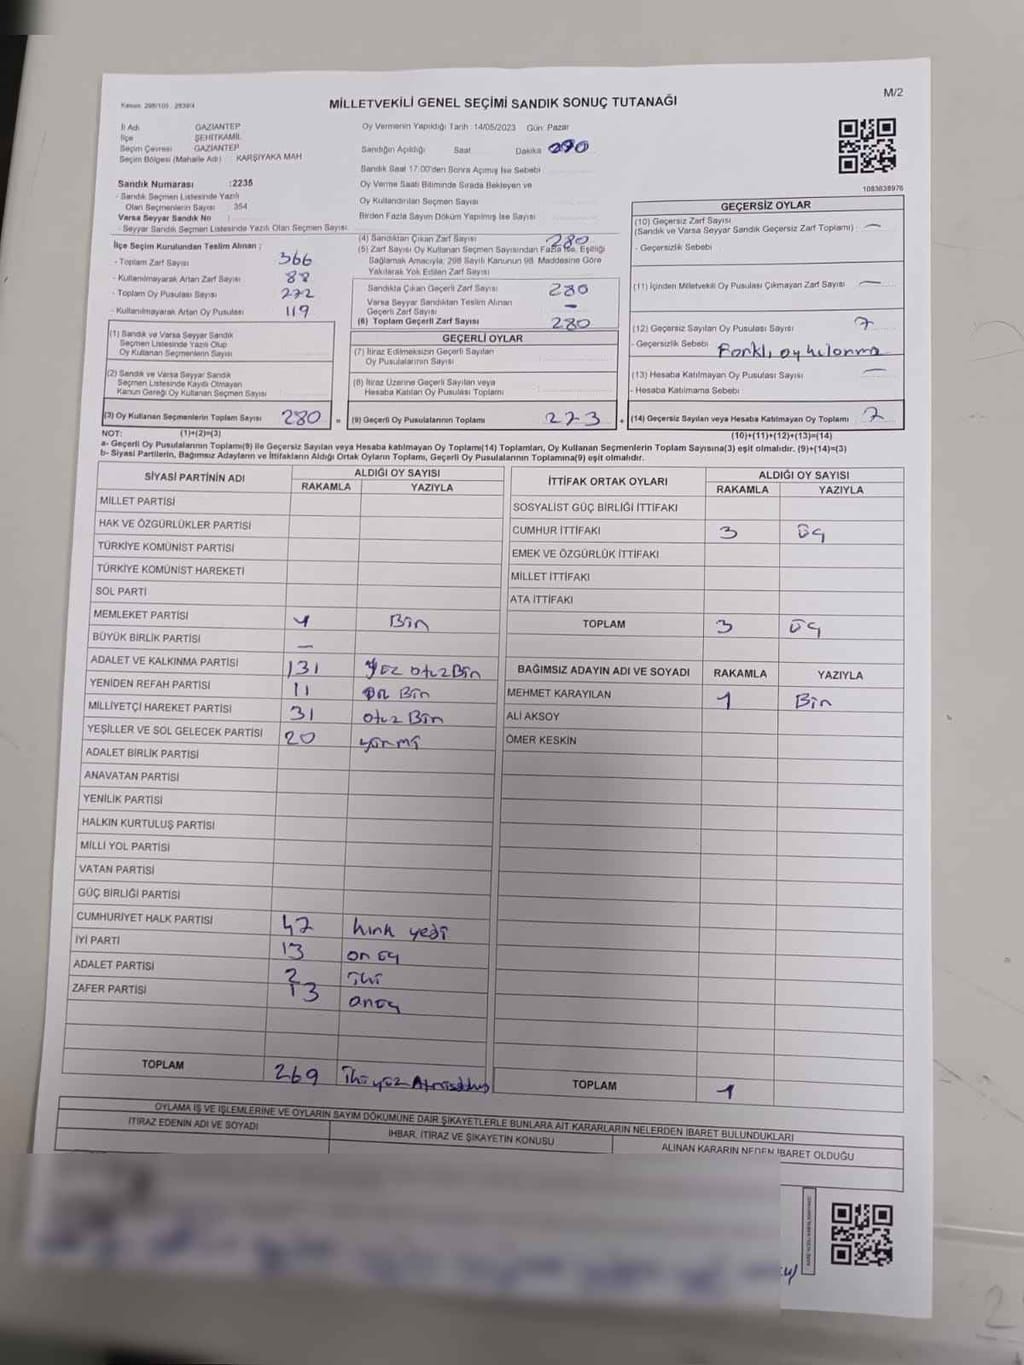 Kanun: 298/105 - 2839/4
MİLLETVEKİLİ GENEL SEÇİMİ SANDIK SONUÇ TUTANAĞI
M/2
İl Adı GAZİANTEP
İlçe ŞEHİTKAMİL
Seçim Çevresi GAZİANTEP
Seçim Bölgesi (Mahalle Adı) KARŞIYAKA MAH
Sandık Numarası :2235
- Sandık Seçmen Listesinde Yazılı
Olan Seçmenlerin Sayısı : 354
Varsa Seyyar Sandık No
- Seyyar Sandık Seçmen Listesinde Yazılı Olan Seçmen Sayısı:
Oy Vermenin Yapıldığı Tarih :14/05/2023 Gün: Pazar
Sandığın Açıldığı Saat Dakika
Sandık Saat 17:00'den Sonra Açımış İse Sebebi
Oy Verme Saati Bitiminde Sırada Bekleyen ve
Oy Kullandırılan Seçmen Sayısı
Birden Fazla Sayım Döküm Yapılmış İse Sayısı
1083038976
İlçe Seçim Kurulundan Teslim Alınan ;
- Toplam Zarf Sayısı 366
- Kullanılmayarak Artan Zarf Sayısı 88
- Toplam Oy Pusulası Sayısı
- Kullanılmayarak Artan Oy Pusulası 119
(1) Sandık ve Varsa Seyyar Sandık
Seçmen Listesinde Yazılı Olup
Oy Kullanan Seçmenlerin Sayısı
(2) Sandık ve Varsa Seyyar Sandık
Seçmen Listesinde Kayıtlı Olmayan
Kanun Gereği Oy Kullanan Seçmen Sayısı
(3) Oy Kullanan Seçmenlerin Toplam Sayısı 280
(4) Sandıktan Çıkan Zarf Sayısı 280
(5) Zarf Sayısı Oy Kullanan Seçmen Sayısından Fazla ise, Eşitliği
Sağlamak Amacıyla; 298 Sayılı Kanunun 98. Maddesine Göre
Yakılarak Yok Edilen Zarf Sayısı
Sandıkta Çıkan Geçerli Zarf Sayısı 280
Varsa Seyyar Sandıktan Teslim Alınan
Geçerli Zarf Sayısı –
(6) Toplam Geçerli Zarf Sayısı 280
GEÇERLİ OYLAR
(7) İtiraz Edilmeksizin Geçerli Sayılan
Oy Pusulalarının Sayısı
(8) İtiraz Üzerine Geçerli Sayılan veya
Hesaba Katılan Oy Pusulası Toplamı
= (9) Geçerli Oy Pusulalarının Toplamı 273
GEÇERSİZ OYLAR
(10) Geçersiz Zarf Sayısı
(Sandık ve Varsa Seyyar Sandık Geçersiz Zarf Toplamı) : —
- Geçersizlik Sebebi
(11) İçinden Milletvekili Oy Pusulası Çıkmayan Zarf Sayısı —
(12) Geçersiz Sayılan Oy Pusulası Sayısı 7
- Geçersizlik Sebebi Farklı oy kullanma
(13) Hesaba Katılmayan Oy Pusulası Sayısı —
- Hesaba Katılmama Sebebi
+ (14) Geçersiz Sayılan veya Hesaba Katılmayan Oy Toplamı 7
NOT: (1)+(2)=(3)
(10)+(11)+(12)+(13)=(14)
a- Geçerli Oy Pusulalarının Toplamı(9) ile Geçersiz Sayılan veya Hesaba katılmayan Oy Toplamı(14) Toplamları, Oy Kullanan Seçmenlerin Toplam Sayısına(3) eşit olmalıdır. (9)+(14)=(3)
b- Siyasi Partilerin, Bağımsız Adayların ve İttifakların Aldığı Ortak Oyların Toplamı, Geçerli Oy Pusulalarının Toplamına(9) eşit olmalıdır.
SİYASİ PARTİNİN ADI
ALDIĞI OY SAYISI
RAKAMLA YAZIYLA
MİLLET PARTİSİ
HAK VE ÖZGÜRLÜKLER PARTİSİ
TÜRKİYE KOMÜNİST PARTİSİ
TÜRKİYE KOMÜNİST HAREKETİ
SOL PARTİ
MEMLEKET PARTİSİ 1 Bir
BÜYÜK BİRLİK PARTİSİ —
ADALET VE KALKINMA PARTİSİ 131 Yüz otuz Bir
YENİDEN REFAH PARTİSİ 11 On Bir
MİLLİYETÇİ HAREKET PARTİSİ 31 otuz Bir
YEŞİLLER VE SOL GELECEK PARTİSİ 20 yirmi
ADALET BİRLİK PARTİSİ
ANAVATAN PARTİSİ
YENİLİK PARTİSİ
HALKIN KURTULUŞ PARTİSİ
MİLLİ YOL PARTİSİ
VATAN PARTİSİ
GÜÇ BİRLİĞİ PARTİSİ
CUMHURİYET HALK PARTİSİ 47 kırk yedi
İYİ PARTİ 13 on üç
ADALET PARTİSİ 2 iki
ZAFER PARTİSİ 13 onüç
TOPLAM 269 İki yüz
İTTİFAK ORTAK OYLARI
ALDIĞI OY SAYISI
RAKAMLA YAZIYLA
SOSYALİST GÜÇ BİRLİĞİ İTTİFAKI
CUMHUR İTTİFAKI 3 üç
EMEK VE ÖZGÜRLÜK İTTİFAKI
MİLLET İTTİFAKI
ATA İTTİFAKI
TOPLAM 3 üç
BAĞIMSIZ ADAYIN ADI VE SOYADI RAKAMLA YAZIYLA
MEHMET KARAYILAN 1 Bir
ALİ AKSOY
ÖMER KESKİN
TOPLAM 1
OYLAMA İŞ VE İŞLEMLERİNE VE OYLARIN SAYIM DÖKÜMÜNE DAİR ŞİKAYETLERLE BUNLARA AİT KARARLARIN NELERDEN İBARET BULUNDUKLARI
İTİRAZ EDENİN ADI VE SOYADI
İHBAR, İTİRAZ VE ŞİKAYETİN KONUSU
ALINAN KARARIN NEDEN İBARET OLDUĞU